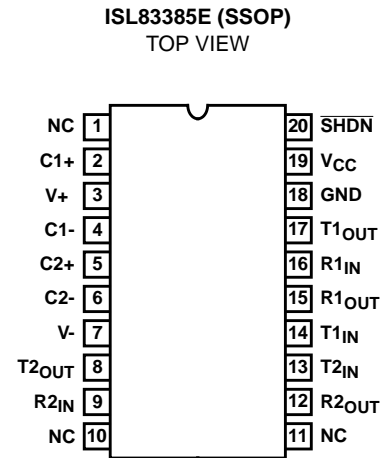 ISL83385E (SSOP)
TOP VIEW
NC 1 20 SHDN
C1+ 2 19 VCC
V+ 3 18 GND
C1- 4 17 T1OUT
C2+ 5 16 R1IN
C2- 6 15 R1OUT
V- 7 14 T1IN
T2OUT 8 13 T2IN
R2IN 9 12 R2OUT
NC 10 11 NC